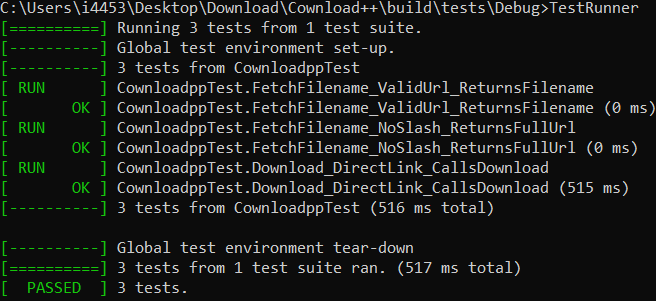 C:\Users\i4453\Desktop\Download\Cownload++\build\tests\Debug>TestRunner
[==========] Running 3 tests from 1 test suite.
[----------] Global test environment set-up.
[----------] 3 tests from CownloadppTest
[ RUN      ] CownloadppTest.FetchFilename_ValidUrl_ReturnsFilename
[       OK ] CownloadppTest.FetchFilename_ValidUrl_ReturnsFilename (0 ms)
[ RUN      ] CownloadppTest.FetchFilename_NoSlash_ReturnsFullUrl
[       OK ] CownloadppTest.FetchFilename_NoSlash_ReturnsFullUrl (0 ms)
[ RUN      ] CownloadppTest.Download_DirectLink_CallsDownload
[       OK ] CownloadppTest.Download_DirectLink_CallsDownload (515 ms)
[----------] 3 tests from CownloadppTest (516 ms total)
[----------] Global test environment tear-down
[==========] 3 tests from 1 test suite ran. (517 ms total)
[  PASSED  ] 3 tests.